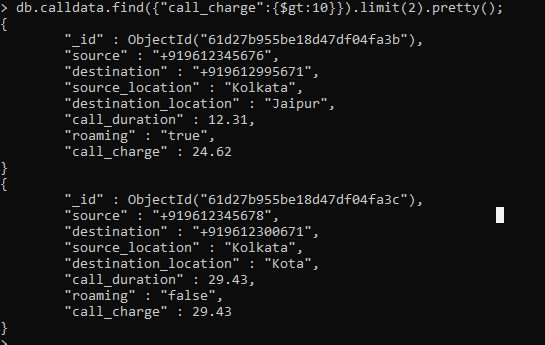 > db.calldata.find({"call_charge":{$gt:10}}).limit(2).pretty();
{
        "_id" : ObjectId("61d27b955be18d47df04fa3b"),
        "source" : "+919612345676",
        "destination" : "+919612995671",
        "source_location" : "Kolkata",
        "destination_location" : "Jaipur",
        "call_duration" : 12.31,
        "roaming" : "true",
        "call_charge" : 24.62
}
{
        "_id" : ObjectId("61d27b955be18d47df04fa3c"),
        "source" : "+919612345678",
        "destination" : "+919612300671",
        "source_location" : "Kolkata",
        "destination_location" : "Kota",
        "call_duration" : 29.43,
        "roaming" : "false",
        "call_charge" : 29.43
}
>